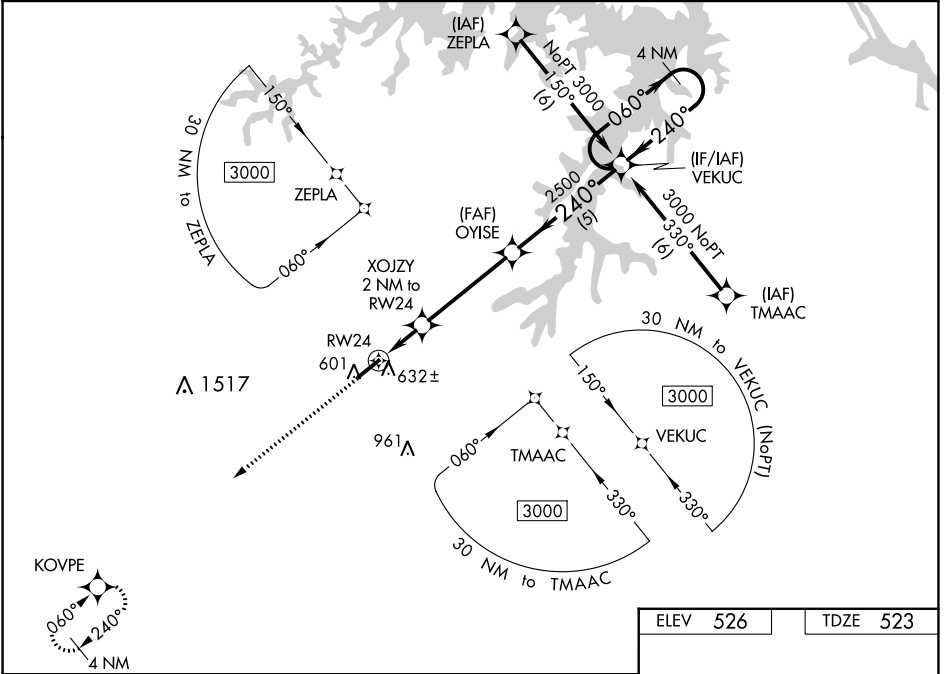 (IAF)
ZEPLA
NoPT 3000
150°
(6)
4 NM
060°
240°
(IF/IAF)
VEKUC
2500
240°
(5)
3000 NoPT
330°
(6)
(IAF)
TMAAC
(FAF)
OYISE
XOJZY
2 NM to
RW24
RW24
601
632±
1517
961
150°
30 NM to ZEPLA
3000
ZEPLA
060°
30 NM to VEKUC (NoPT)
150°
3000
VEKUC
330°
060°
TMAAC
330°
3000
30 NM to TMAAC
KOVPE
060°
240°
4 NM
ELEV 526
TDZE 523